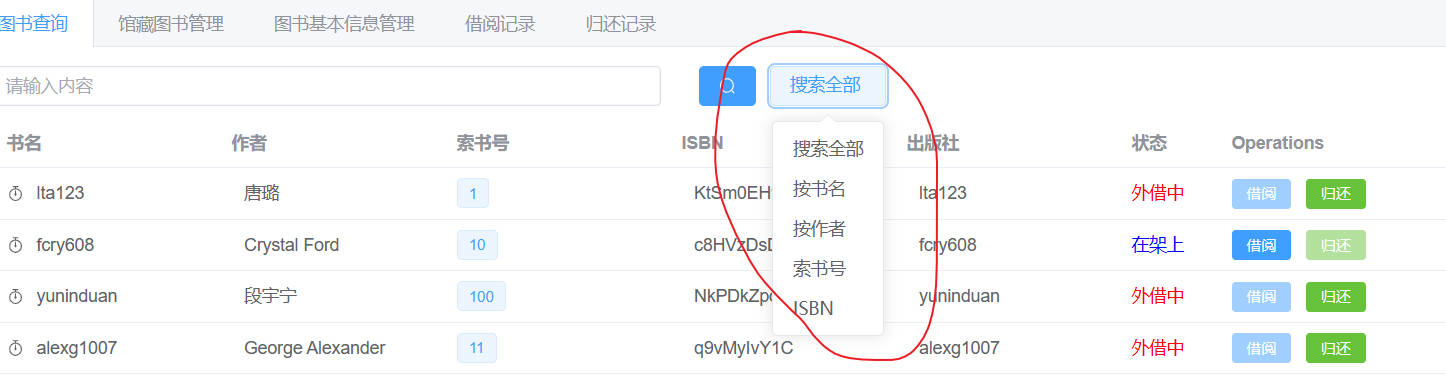 图书查询 馆藏图书管理 图书基本信息管理 借阅记录 归还记录
请输入内容 搜索全部
书名 作者 索书号 ISBN 出版社 状态 Operations
搜索全部
按书名
按作者
索书号
ISBN
lta123 唐璐 1 KtSm0EH lta123 外借中 借阅 归还
fcry608 Crystal Ford 10 c8HVzDsD fcry608 在架上 借阅 归还
yuninduan 段宇宁 100 NkPDkZpc yuninduan 外借中 借阅 归还
alexg1007 George Alexander 11 q9vMyIvY1C alexg1007 外借中 借阅 归还